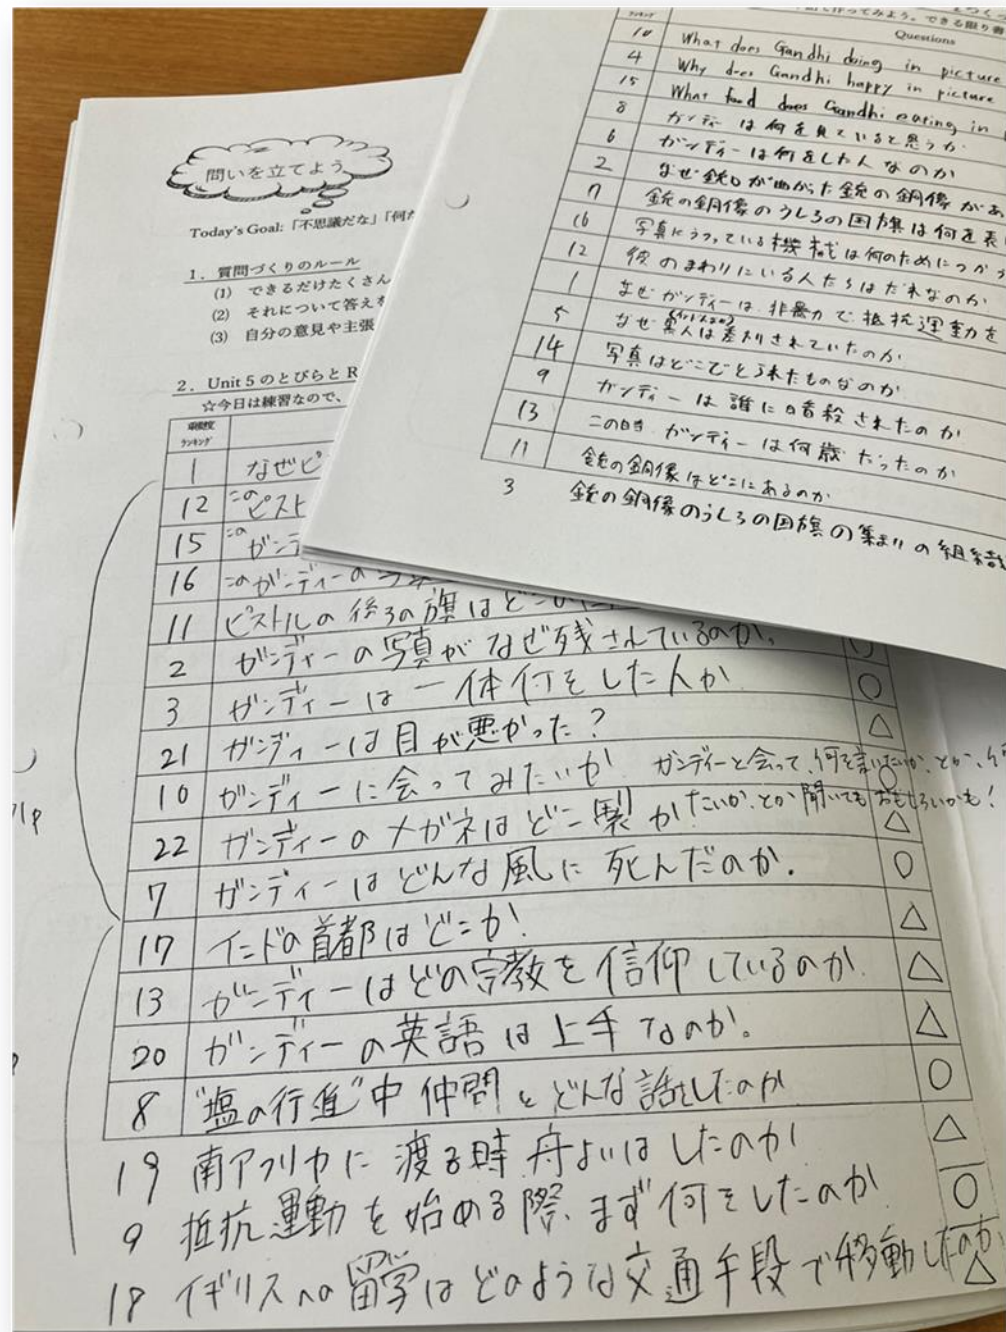 作ってみよう。できる限り
ランキング Questions
10 What does Gandhi doing in picture
4 Why does Gandhi happy in picture
15 What food does Gandhi eating in
8 ガンディーは何を見ていると思うか
6 ガンディーは何をした人なのか
2 なぜ銃口が曲がった銃の銅像が
7 銃の銅像のうしろの国旗は何を表
16 写真にうつっている機械は何のためにつか
12 彼のまわりにいる人たちはだれなのか
1 なぜガンディーは、非暴力で抵抗運動を
5 なぜ黒人は差別されていたのか
14 写真はどこでとられたものなのか
9 ガンディーは誰に暗殺されたのか
13 この時ガンディーは何歳だったのか
11 銃の銅像はどこにあるのか
3 銃の銅像のうしろの国旗の集まりの組織
問いを立てよう
Today's Goal:「不思議だな」「何だ
1. 質問づくりのルール
(1) できるだけたくさん
(2) それについて答えを
(3) 自分の意見や主張
2. Unit 5 のとびらと R
☆今日は練習なので、
ランキング
1 なぜピ
12 このピスト
15 このガンデ
16 このガンディーの写
11 ピストルの後ろの旗はどこの
2 ガンディーの写真がなぜ残されているのか。
3 ガンディーは一体何をした人か ○
21 ガンディーは目が悪かった? △
10 ガンディーに会ってみたいか ガンディーと会って、何を言いたいか、とか、何
たいか、とか聞いてもおもしろいかも!
22 ガンディーのメガネはどこ製か △
7 ガンディーはどんな風に死んだのか. ○
17 インドの首都はどこか! △
13 ガンディーはどの宗教を信仰しているのか. △
20 ガンディーの英語は上手なのか。 △
8 "塩の行進"中仲間とどんな話をしたのか ○
19 南アフリカに渡る時舟よいはしたのか △
9 抵抗運動を始める際、まず何をしたのか ○
18 イギリスへの留学はどのような交通手段で移動したのか △